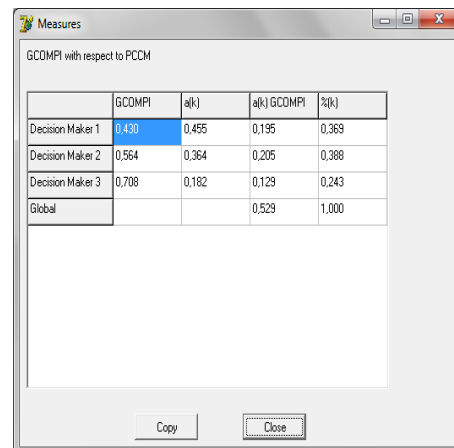 Measures
GCOMPI with respect to PCCM
GCOMPI a(k) a(k) GCOMPI %(k)
Decision Maker 1 0,430 0,455 0,195 0,369
Decision Maker 2 0,564 0,364 0,205 0,388
Decision Maker 3 0,708 0,182 0,129 0,243
Global 0,529 1,000
Copy Close